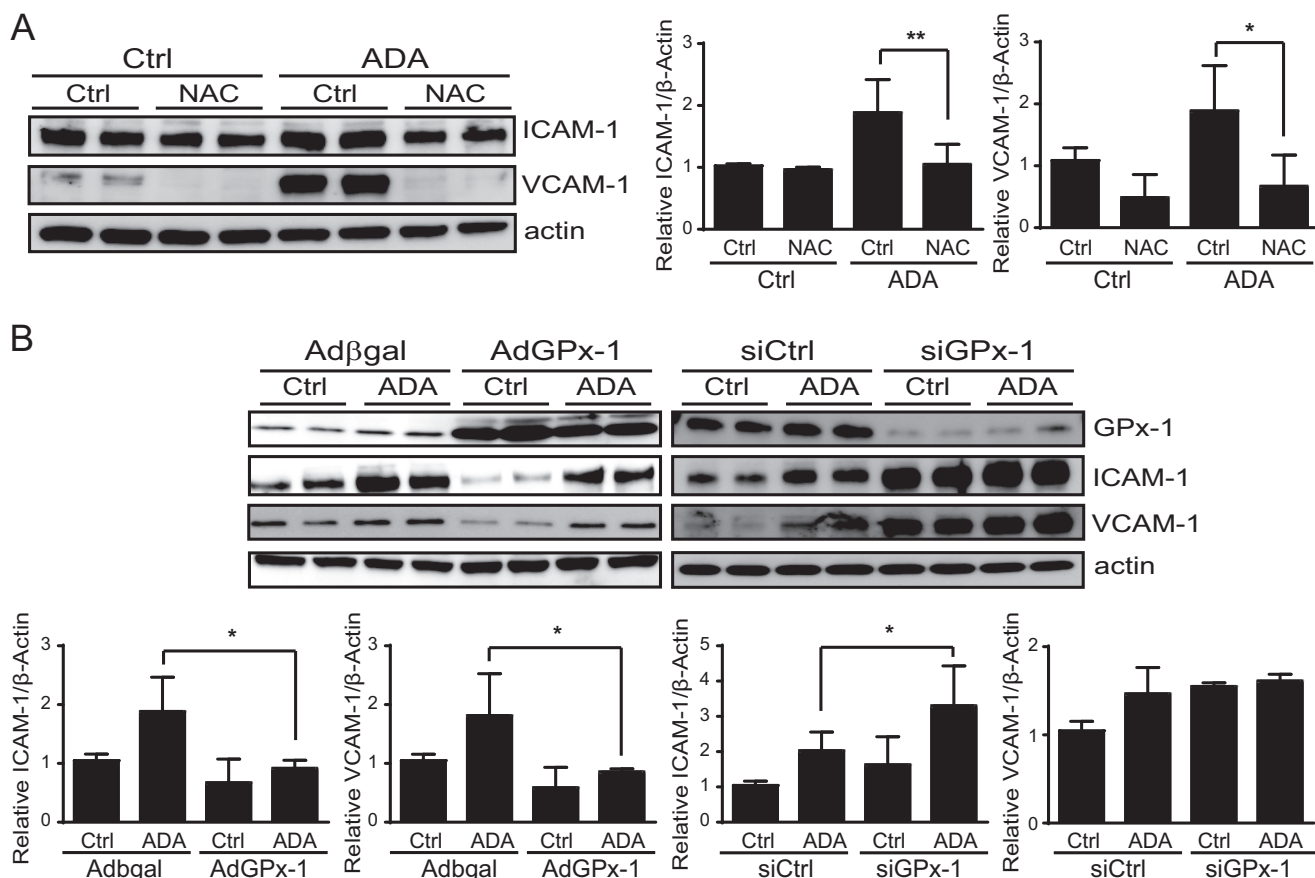 A
Ctrl ADA
Ctrl NAC Ctrl NAC
ICAM-1
VCAM-1
actin
Relative ICAM-1/β-Actin
3
2
1
0
**
Ctrl NAC Ctrl NAC
Ctrl ADA
Relative VCAM-1/β-Actin
3
2
1
0
*
Ctrl NAC Ctrl NAC
Ctrl ADA
B
Adβgal AdGPx-1 siCtrl siGPx-1
Ctrl ADA Ctrl ADA Ctrl ADA Ctrl ADA
GPx-1
ICAM-1
VCAM-1
actin
Relative ICAM-1/β-Actin
3
2
1
0
*
Ctrl ADA Ctrl ADA
Adbgal AdGPx-1
Relative VCAM-1/β-Actin
3
2
1
0
*
Ctrl ADA Ctrl ADA
Adbgal AdGPx-1
Relative ICAM-1/β-Actin
5
4
3
2
1
0
*
Ctrl ADA Ctrl ADA
siCtrl siGPx-1
Relative VCAM-1/β-Actin
2
1
0
Ctrl ADA Ctrl ADA
siCtrl siGPx-1